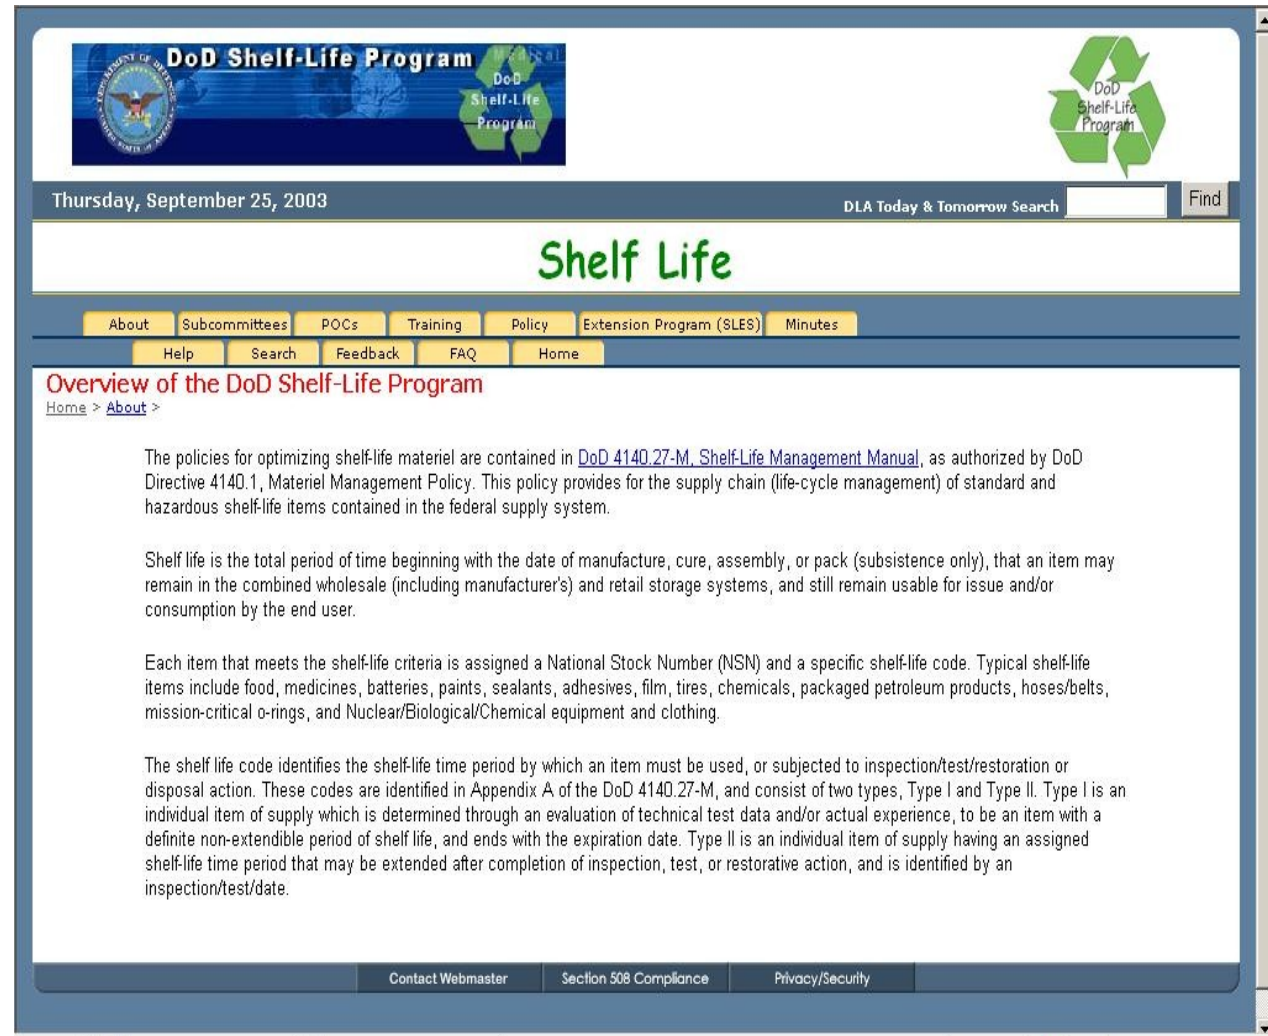 DoD Shelf-Life Program
Medical
DoD
Shelf-Life
Program
DoD
Shelf-Life
Program
Thursday, September 25, 2003
DLA Today & Tomorrow Search
Find
Shelf Life
About Subcommittees POCs Training Policy Extension Program (SLES) Minutes
Help Search Feedback FAQ Home
Overview of the DoD Shelf-Life Program
Home > About >
The policies for optimizing shelf-life materiel are contained in DoD 4140.27-M, Shelf-Life Management Manual, as authorized by DoD
Directive 4140.1, Materiel Management Policy. This policy provides for the supply chain (life-cycle management) of standard and
hazardous shelf-life items contained in the federal supply system.
Shelf life is the total period of time beginning with the date of manufacture, cure, assembly, or pack (subsistence only), that an item may
remain in the combined wholesale (including manufacturer's) and retail storage systems, and still remain usable for issue and/or
consumption by the end user.
Each item that meets the shelf-life criteria is assigned a National Stock Number (NSN) and a specific shelf-life code. Typical shelf-life
items include food, medicines, batteries, paints, sealants, adhesives, film, tires, chemicals, packaged petroleum products, hoses/belts,
mission-critical o-rings, and Nuclear/Biological/Chemical equipment and clothing.
The shelf life code identifies the shelf-life time period by which an item must be used, or subjected to inspection/test/restoration or
disposal action. These codes are identified in Appendix A of the DoD 4140.27-M, and consist of two types, Type I and Type II. Type I is an
individual item of supply which is determined through an evaluation of technical test data and/or actual experience, to be an item with a
definite non-extendible period of shelf life, and ends with the expiration date. Type II is an individual item of supply having an assigned
shelf-life time period that may be extended after completion of inspection, test, or restorative action, and is identified by an
inspection/test/date.
Contact Webmaster Section 508 Compliance Privacy/Security